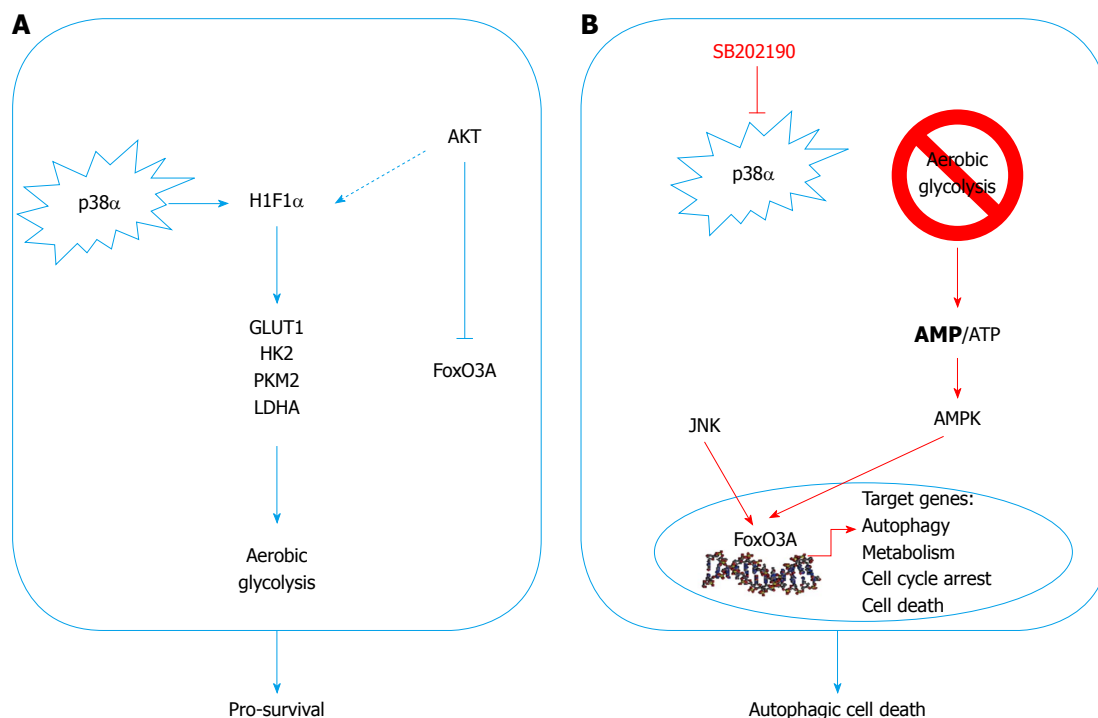 A
AKT
p38α
H1F1α
GLUT1
HK2
PKM2
LDHA
FoxO3A
Aerobic
glycolysis
Pro-survival
B
SB202190
p38α
Aerobic
glycolysis
AMP/ATP
AMPK
JNK
FoxO3A
Target genes:
Autophagy
Metabolism
Cell cycle arrest
Cell death
Autophagic cell death